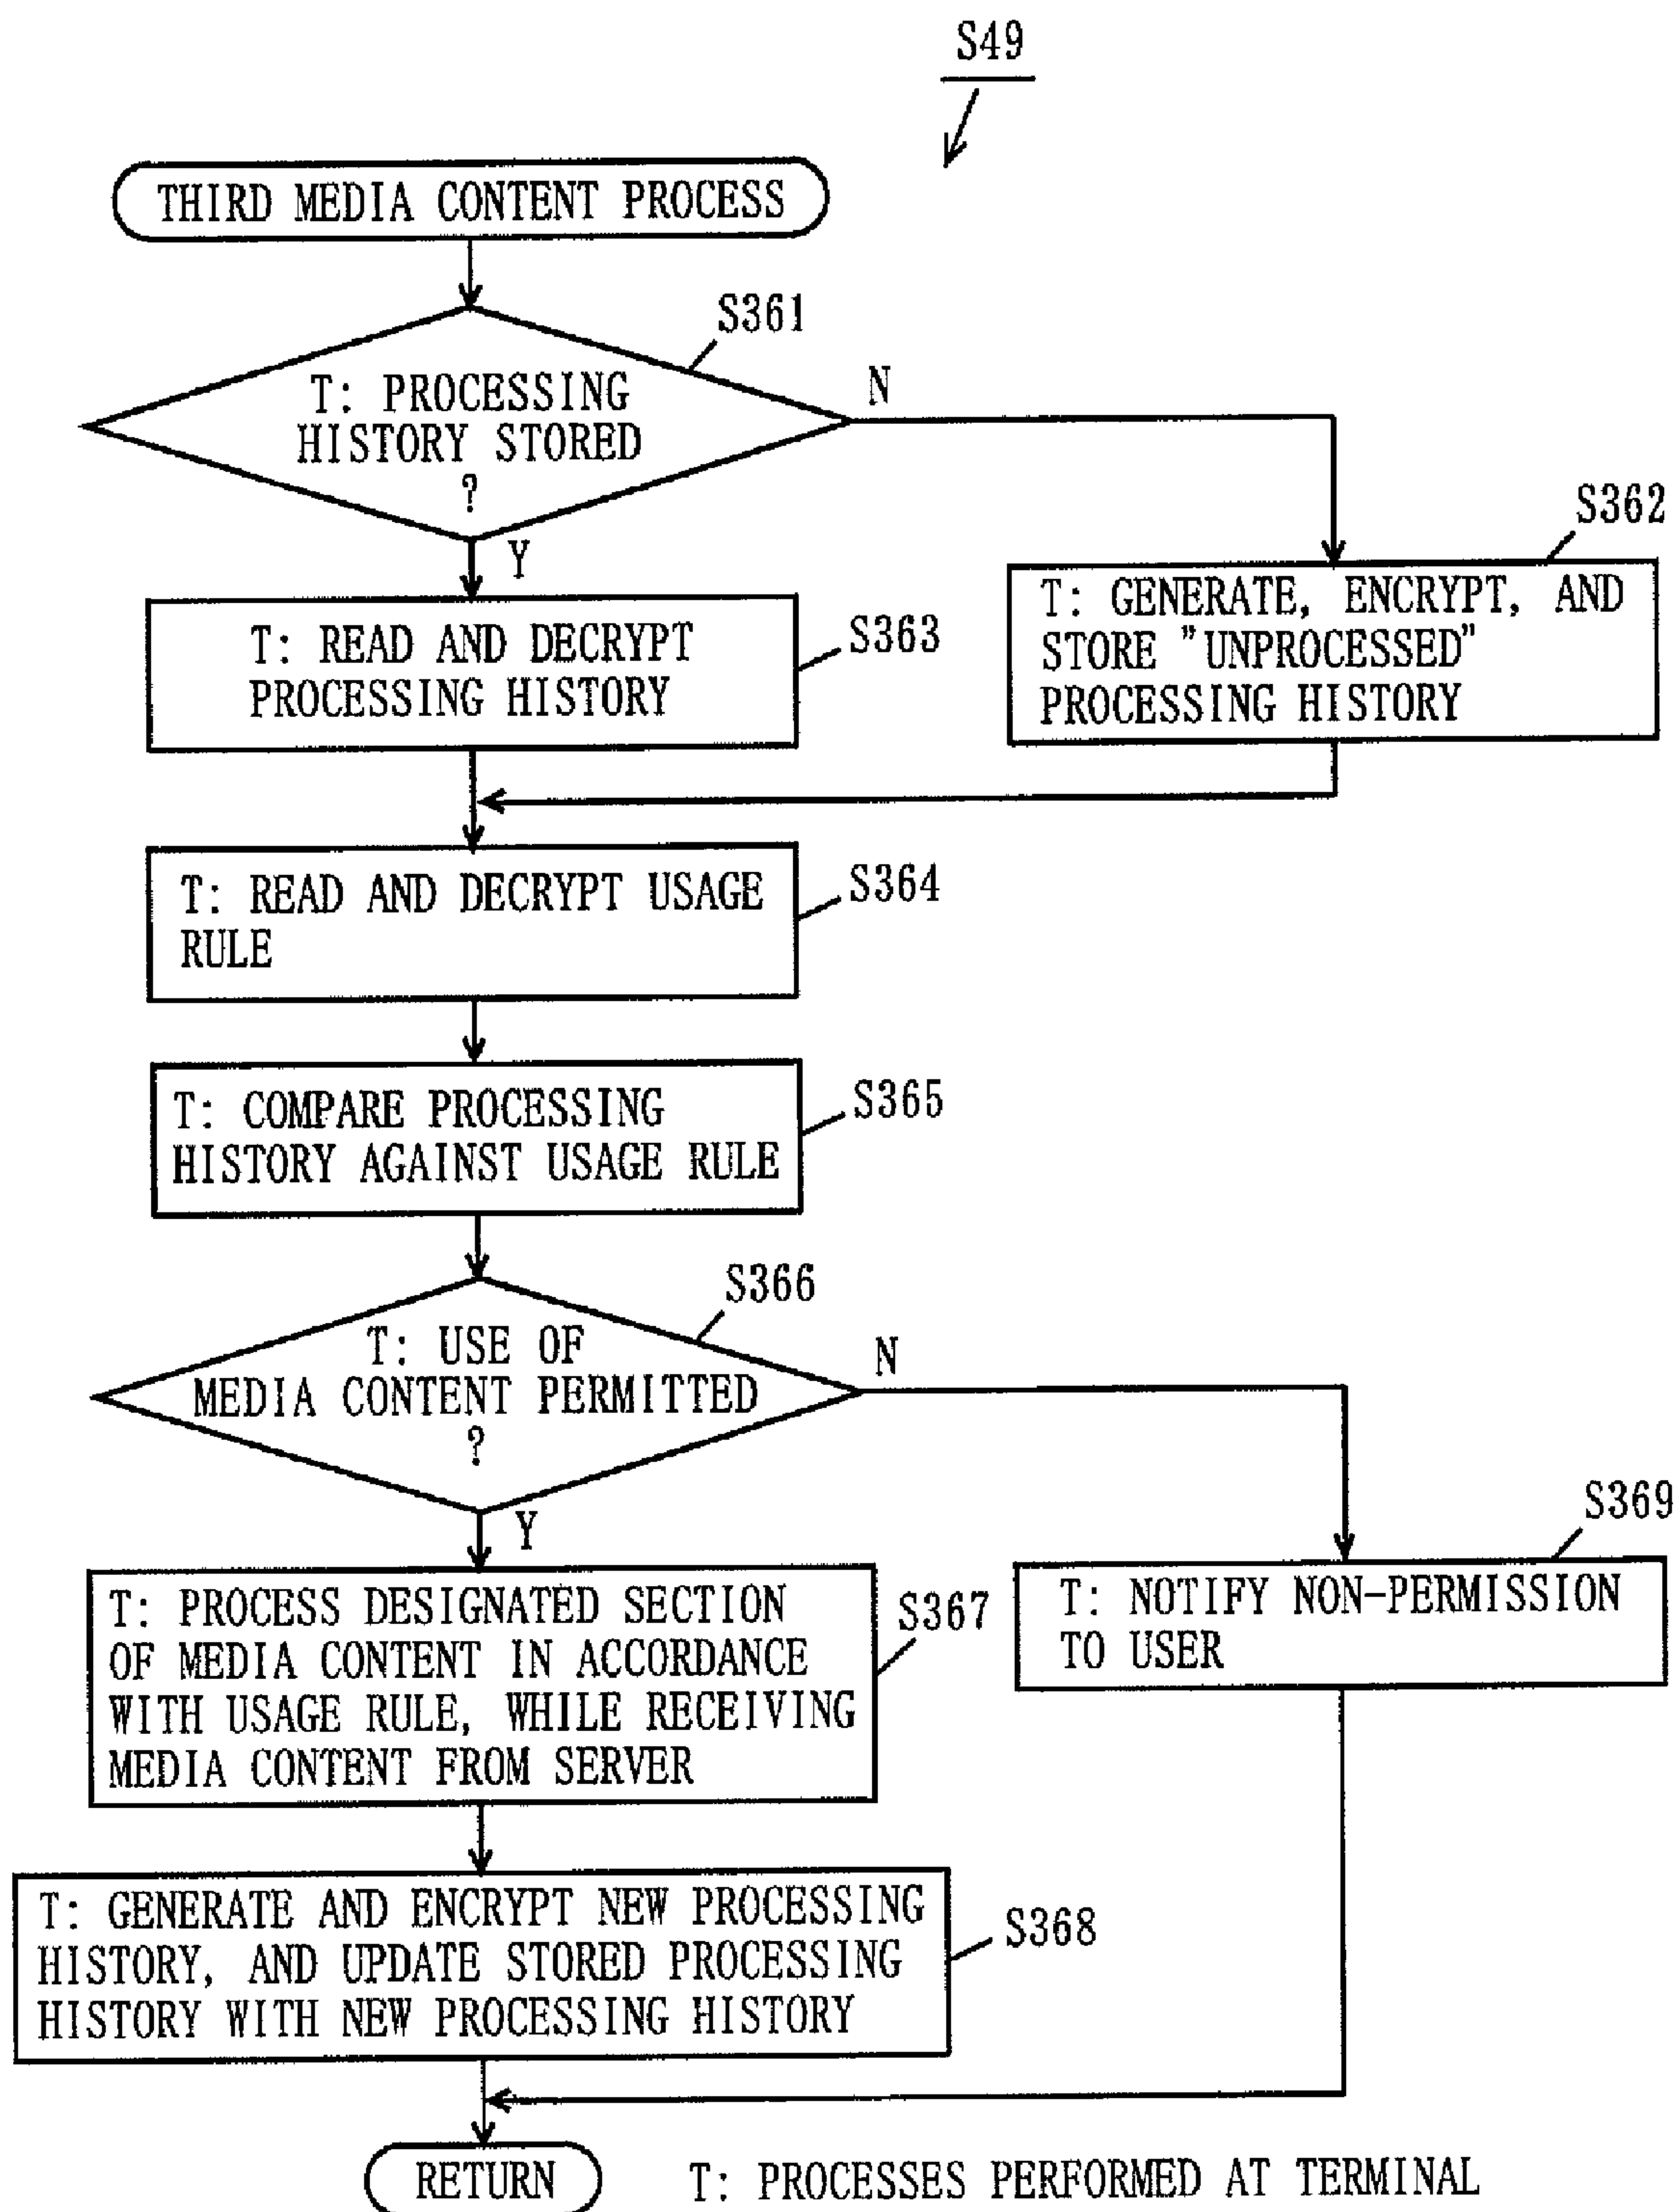 S49
THIRD MEDIA CONTENT PROCESS
S361
T: PROCESSING
HISTORY STORED
?
N
Y
S362
T: GENERATE, ENCRYPT, AND
STORE "UNPROCESSED"
PROCESSING HISTORY
S363
T: READ AND DECRYPT
PROCESSING HISTORY
S364
T: READ AND DECRYPT USAGE
RULE
S365
T: COMPARE PROCESSING
HISTORY AGAINST USAGE RULE
S366
T: USE OF
MEDIA CONTENT PERMITTED
?
N
Y
S369
T: NOTIFY NON-PERMISSION
TO USER
S367
T: PROCESS DESIGNATED SECTION
OF MEDIA CONTENT IN ACCORDANCE
WITH USAGE RULE, WHILE RECEIVING
MEDIA CONTENT FROM SERVER
S368
T: GENERATE AND ENCRYPT NEW PROCESSING
HISTORY, AND UPDATE STORED PROCESSING
HISTORY WITH NEW PROCESSING HISTORY
RETURN
T: PROCESSES PERFORMED AT TERMINAL